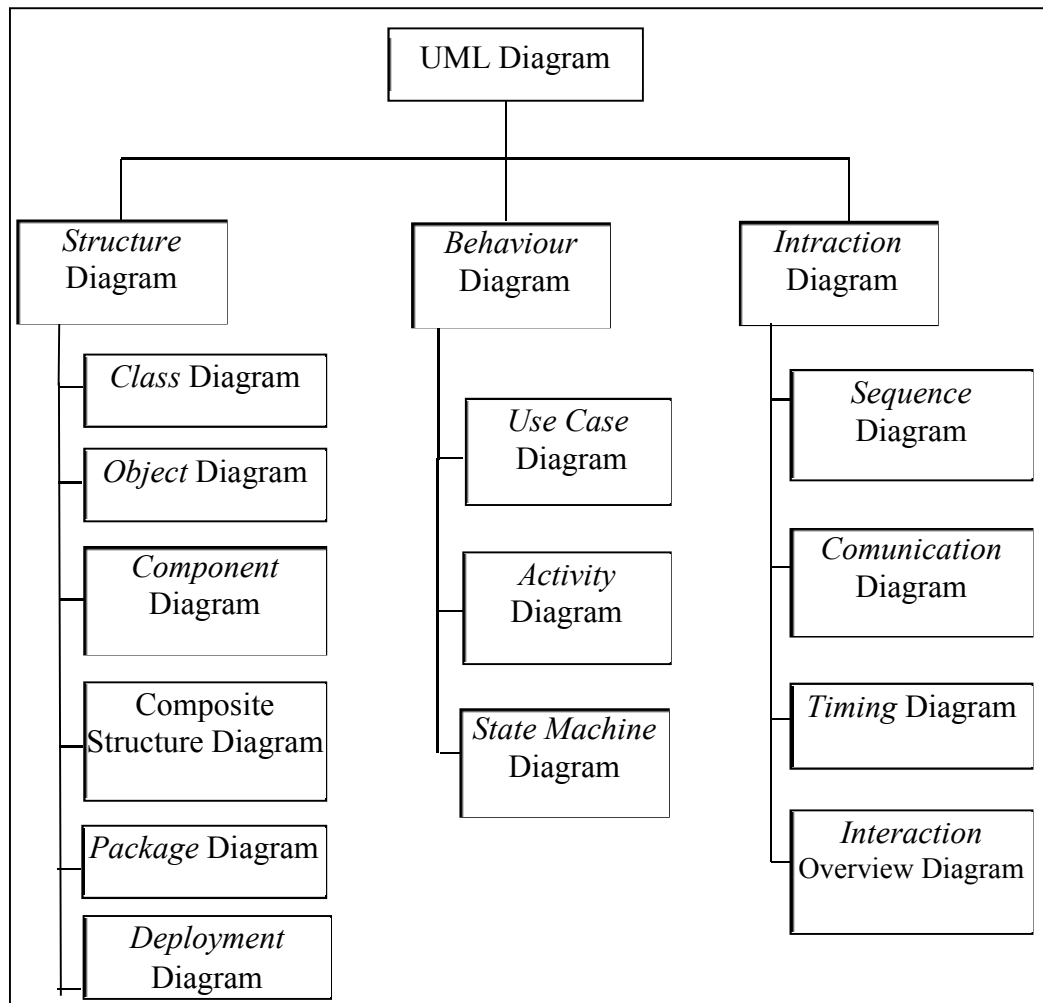 UML Diagram
Structure
Diagram
Class Diagram
Object Diagram
Component
Diagram
Composite
Structure Diagram
Package Diagram
Deployment
Diagram
Behaviour
Diagram
Use Case
Diagram
Activity
Diagram
State Machine
Diagram
Intraction
Diagram
Sequence
Diagram
Comunication
Diagram
Timing Diagram
Interaction
Overview Diagram